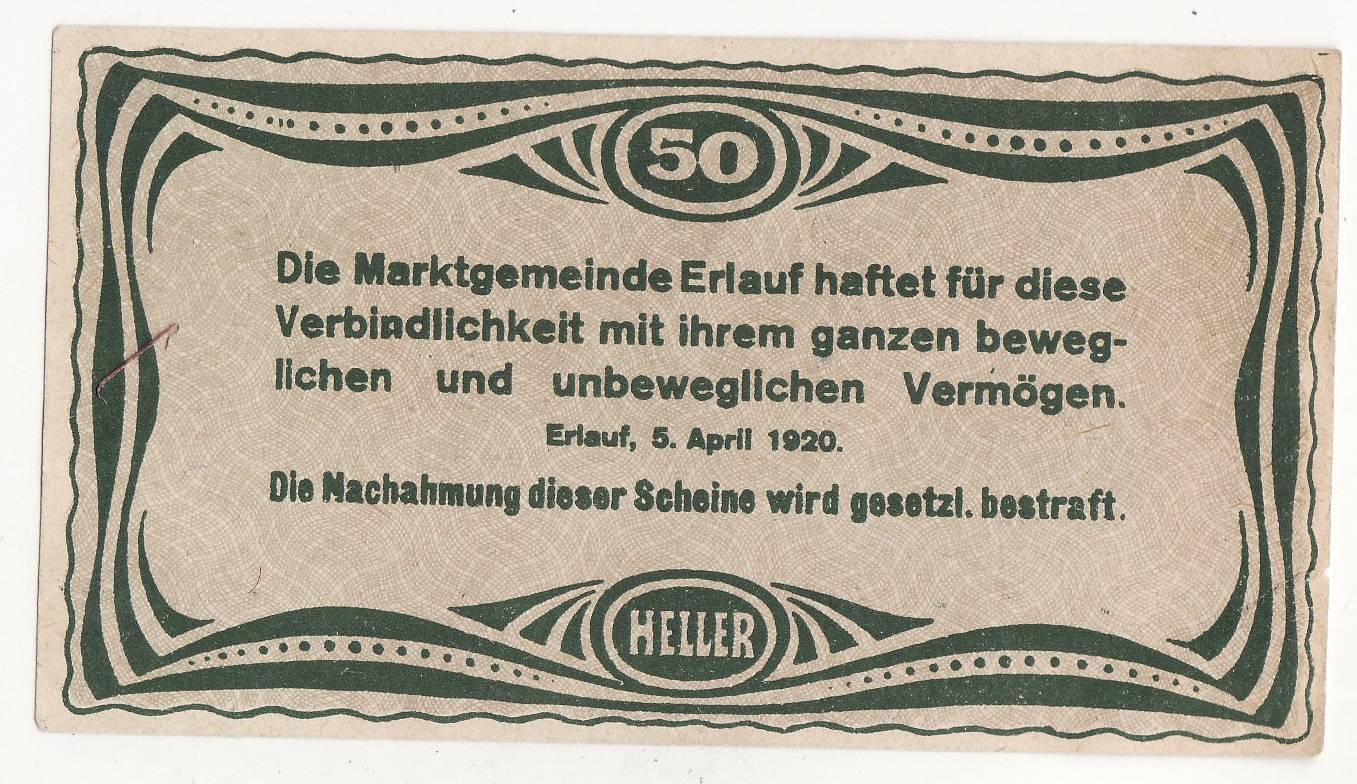 50
Die Marktgemeinde Erlauf haftet für diese
Verbindlichkeit mit ihrem ganzen beweg-
lichen und unbeweglichen Vermögen.
Erlauf, 5. April 1920.
Die Nachahmung dieser Scheine wird gesetzl. bestraft.
HELLER